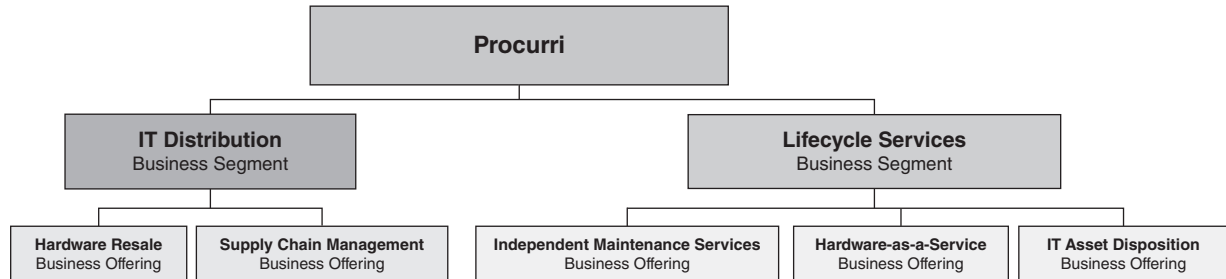 Procurri
IT Distribution
Business Segment
Lifecycle Services
Business Segment
Hardware Resale
Business Offering
Supply Chain Management
Business Offering
Independent Maintenance Services
Business Offering
Hardware-as-a-Service
Business Offering
IT Asset Disposition
Business Offering